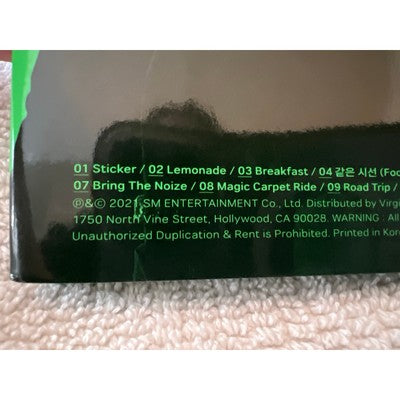 01 Sticker / 02 Lemonade / 03 Breakfast / 04 같은 시선 (Foc
07 Bring The Noize / 08 Magic Carpet Ride / 09 Road Trip /
℗&© 2021 SM ENTERTAINMENT Co., Ltd. Distributed by Virgi
1750 North Vine Street, Hollywood, CA 90028. WARNING : Al
Unauthorized Duplication & Rent is Prohibited. Printed in Kore